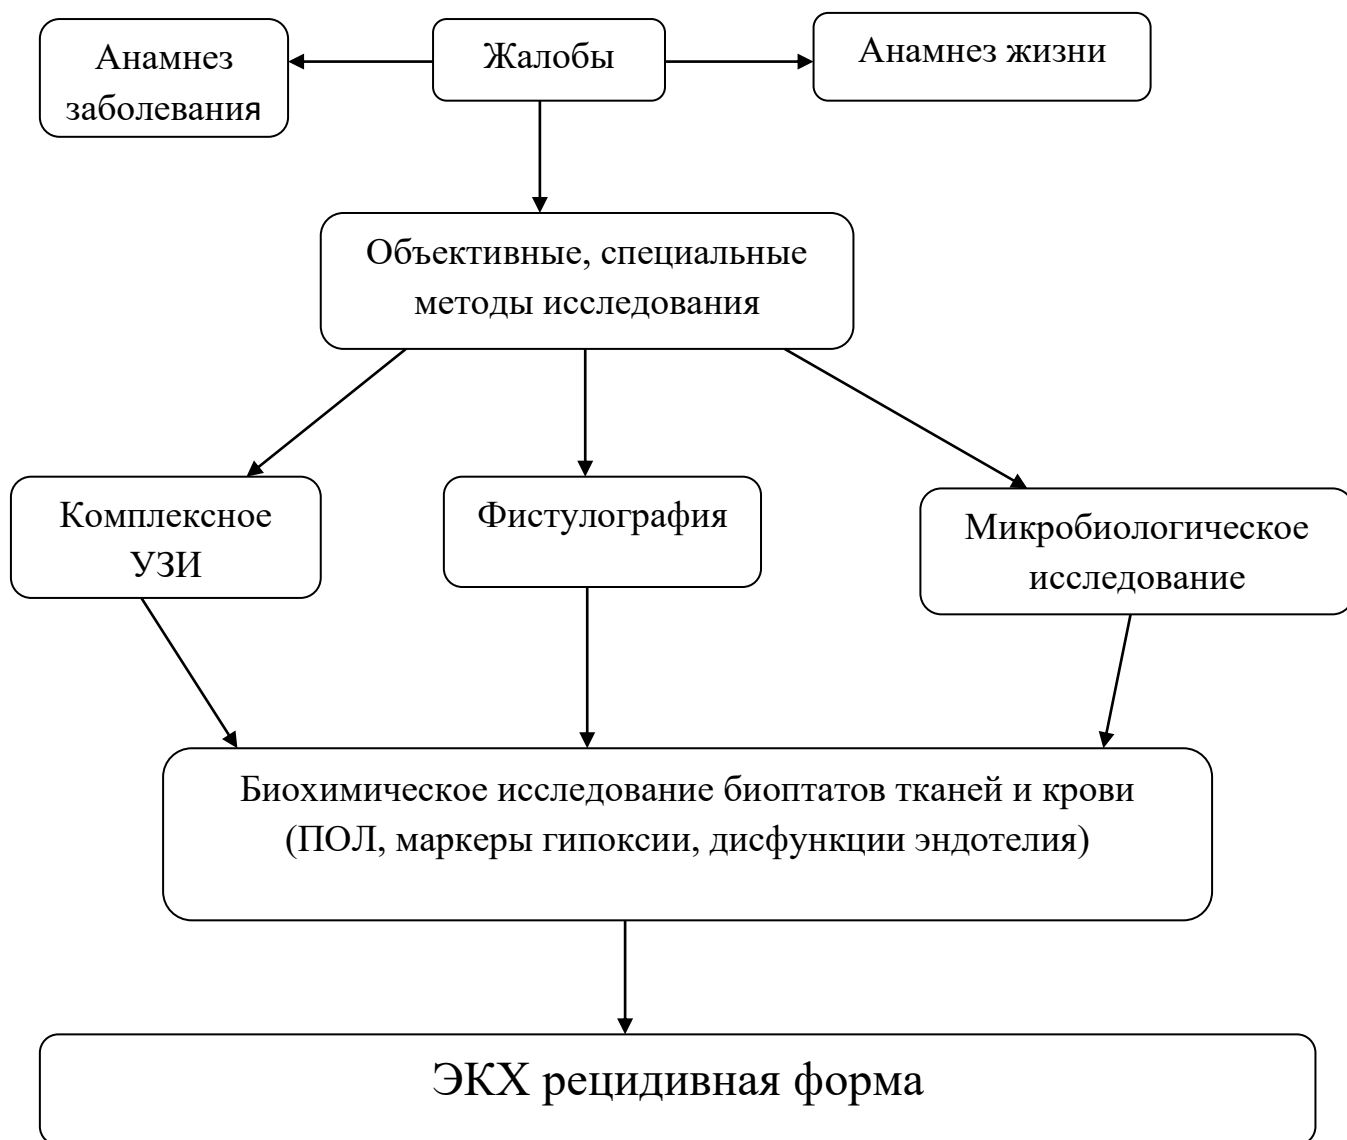 Анамнез
заболевания
Жалобы
Анамнез жизни
Объективные, специальные
методы исследования
Комплексное
УЗИ
Фистулография
Микробиологическое
исследование
Биохимическое исследование биоптатов тканей и крови
(ПОЛ, маркеры гипоксии, дисфункции эндотелия)
ЭКХ рецидивная форма